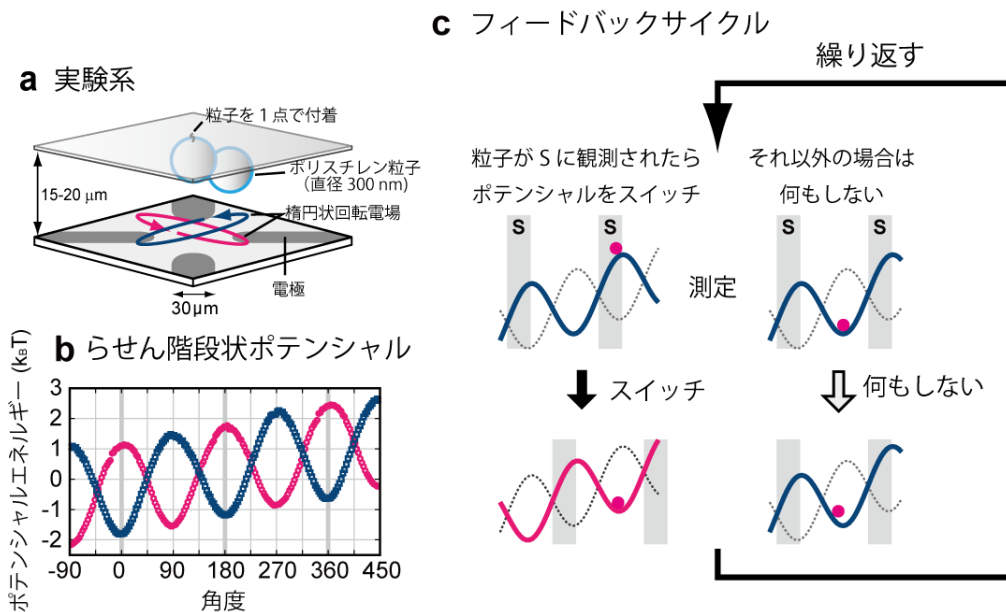 a 実験系
粒子を 1 点で付着
ポリスチレン粒子
(直径 300 nm)
15-20 μm
楕円状回転電場
電極
30μm
b らせん階段状ポテンシャル
ポテンシャルエネルギー (kBT)
3
2
1
0
-1
-2
-90 0 90 180 270 360 450
角度
c フィードバックサイクル
繰り返す
粒子が S に観測されたら
ポテンシャルをスイッチ
それ以外の場合は
何もしない
S S
S S
測定
スイッチ
何もしない